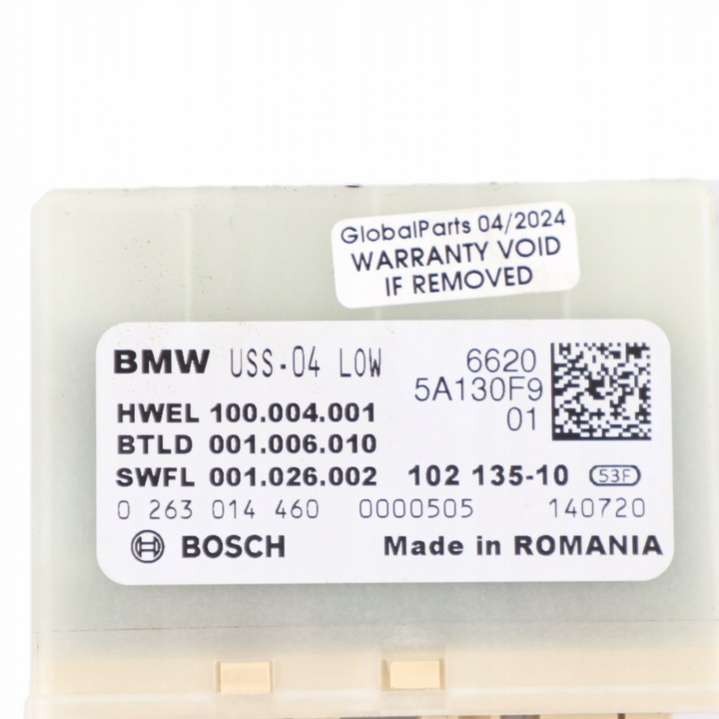 GlobalParts 04/2024
WARRANTY VOID
IF REMOVED
BMW USS-04 LOW 6620
5A130F9
01
HWEL 100.004.001
BTLD 001.006.010
SWFL 001.026.002 102 135-10 53F
0 263 014 460 0000505 140720
BOSCH Made in ROMANIA